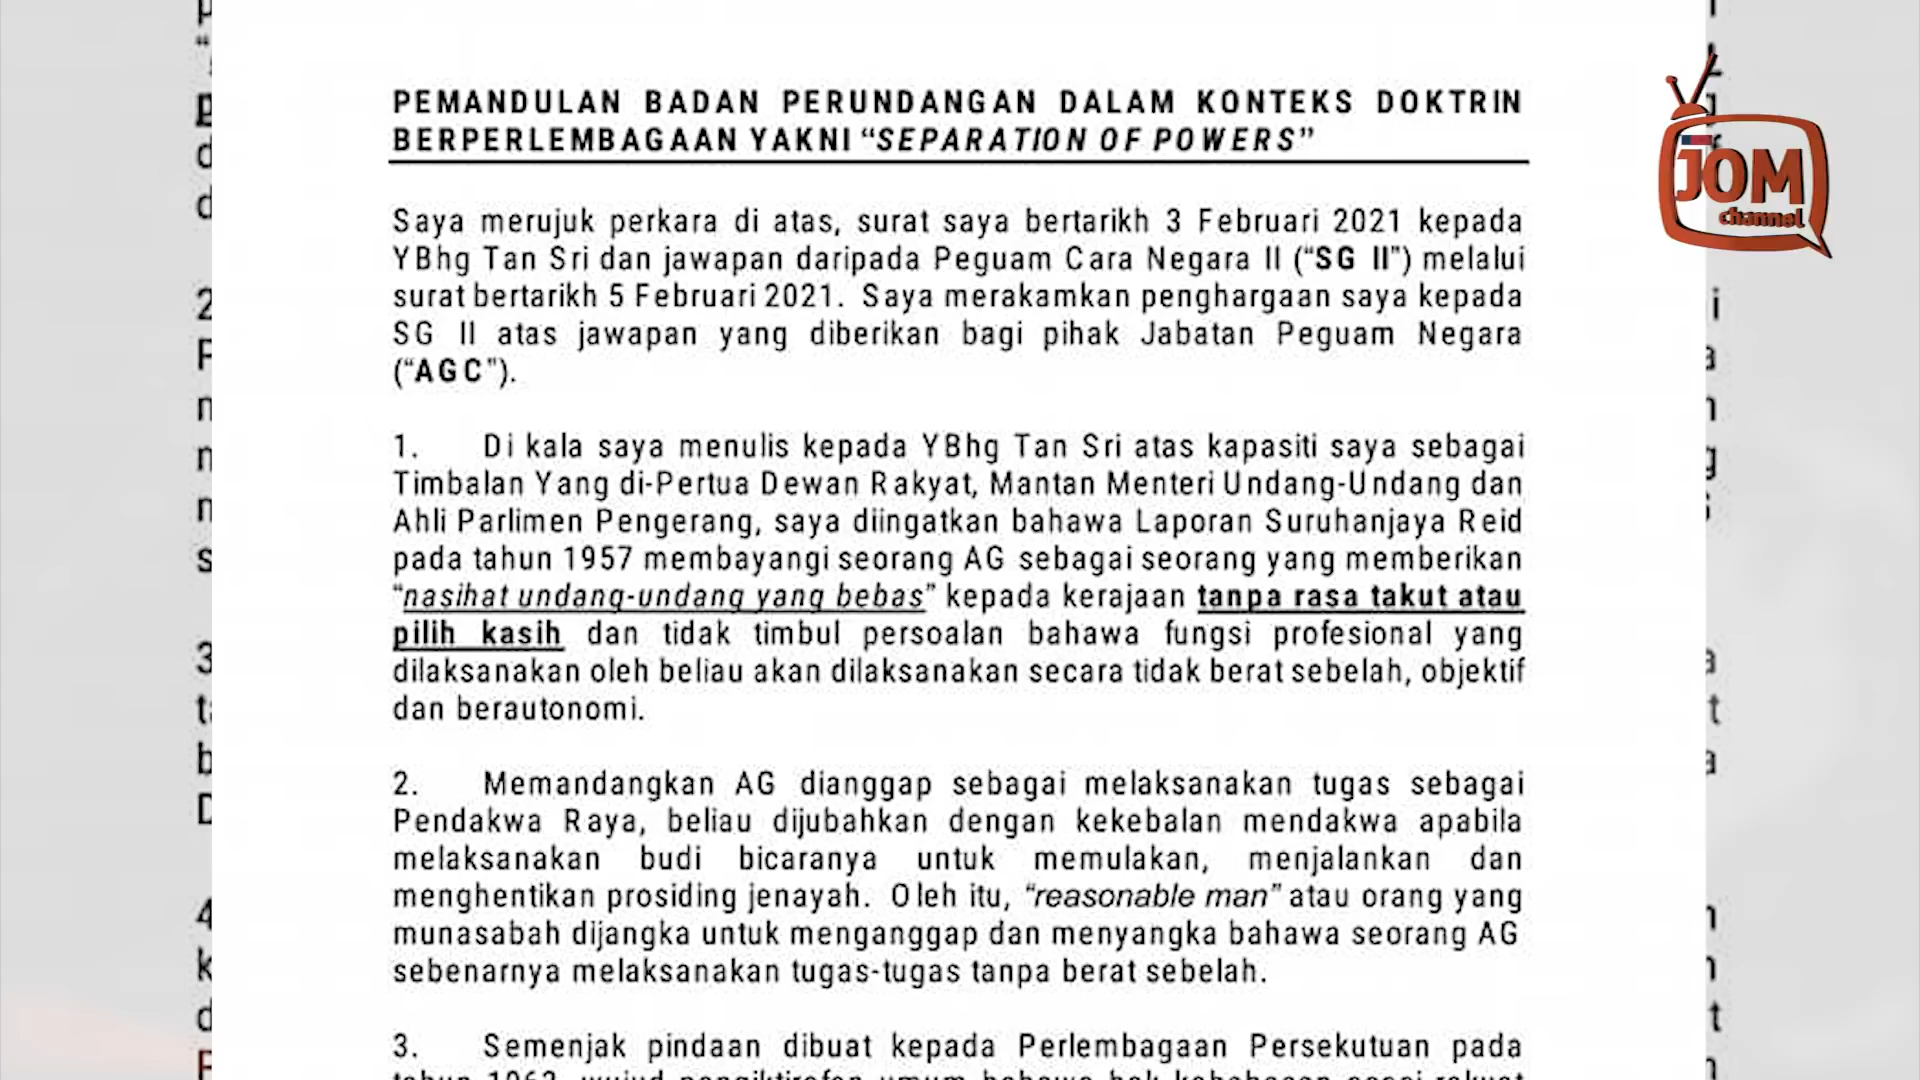 PEMANDULAN BADAN PERUNDANGAN DALAM KONTEKS DOKTRIN
BERPERLEMBAGAAN YAKNI “SEPARATION OF POWERS”
Saya merujuk perkara di atas, surat saya bertarikh 3 Februari 2021 kepada
YBhg Tan Sri dan jawapan daripada Peguam Cara Negara II (“SG II”) melalui
surat bertarikh 5 Februari 2021. Saya merakamkan penghargaan saya kepada
SG II atas jawapan yang diberikan bagi pihak Jabatan Peguam Negara
(“AGC”).
1. Di kala saya menulis kepada YBhg Tan Sri atas kapasiti saya sebagai
Timbalan Yang di-Pertua Dewan Rakyat, Mantan Menteri Undang-Undang dan
Ahli Parlimen Pengerang, saya diingatkan bahawa Laporan Suruhanjaya Reid
pada tahun 1957 membayangi seorang AG sebagai seorang yang memberikan
“nasihat undang-undang yang bebas” kepada kerajaan tanpa rasa takut atau
pilih kasih dan tidak timbul persoalan bahawa fungsi profesional yang
dilaksanakan oleh beliau akan dilaksanakan secara tidak berat sebelah, objektif
dan berautonomi.
2. Memandangkan AG dianggap sebagai melaksanakan tugas sebagai
Pendakwa Raya, beliau dijubahkan dengan kekebalan mendakwa apabila
melaksanakan budi bicaranya untuk memulakan, menjalankan dan
menghentikan prosiding jenayah. Oleh itu, “reasonable man” atau orang yang
munasabah dijangka untuk menganggap dan menyangka bahawa seorang AG
sebenarnya melaksanakan tugas-tugas tanpa berat sebelah.
3. Semenjak pindaan dibuat kepada Perlembagaan Persekutuan pada
JOM
channel